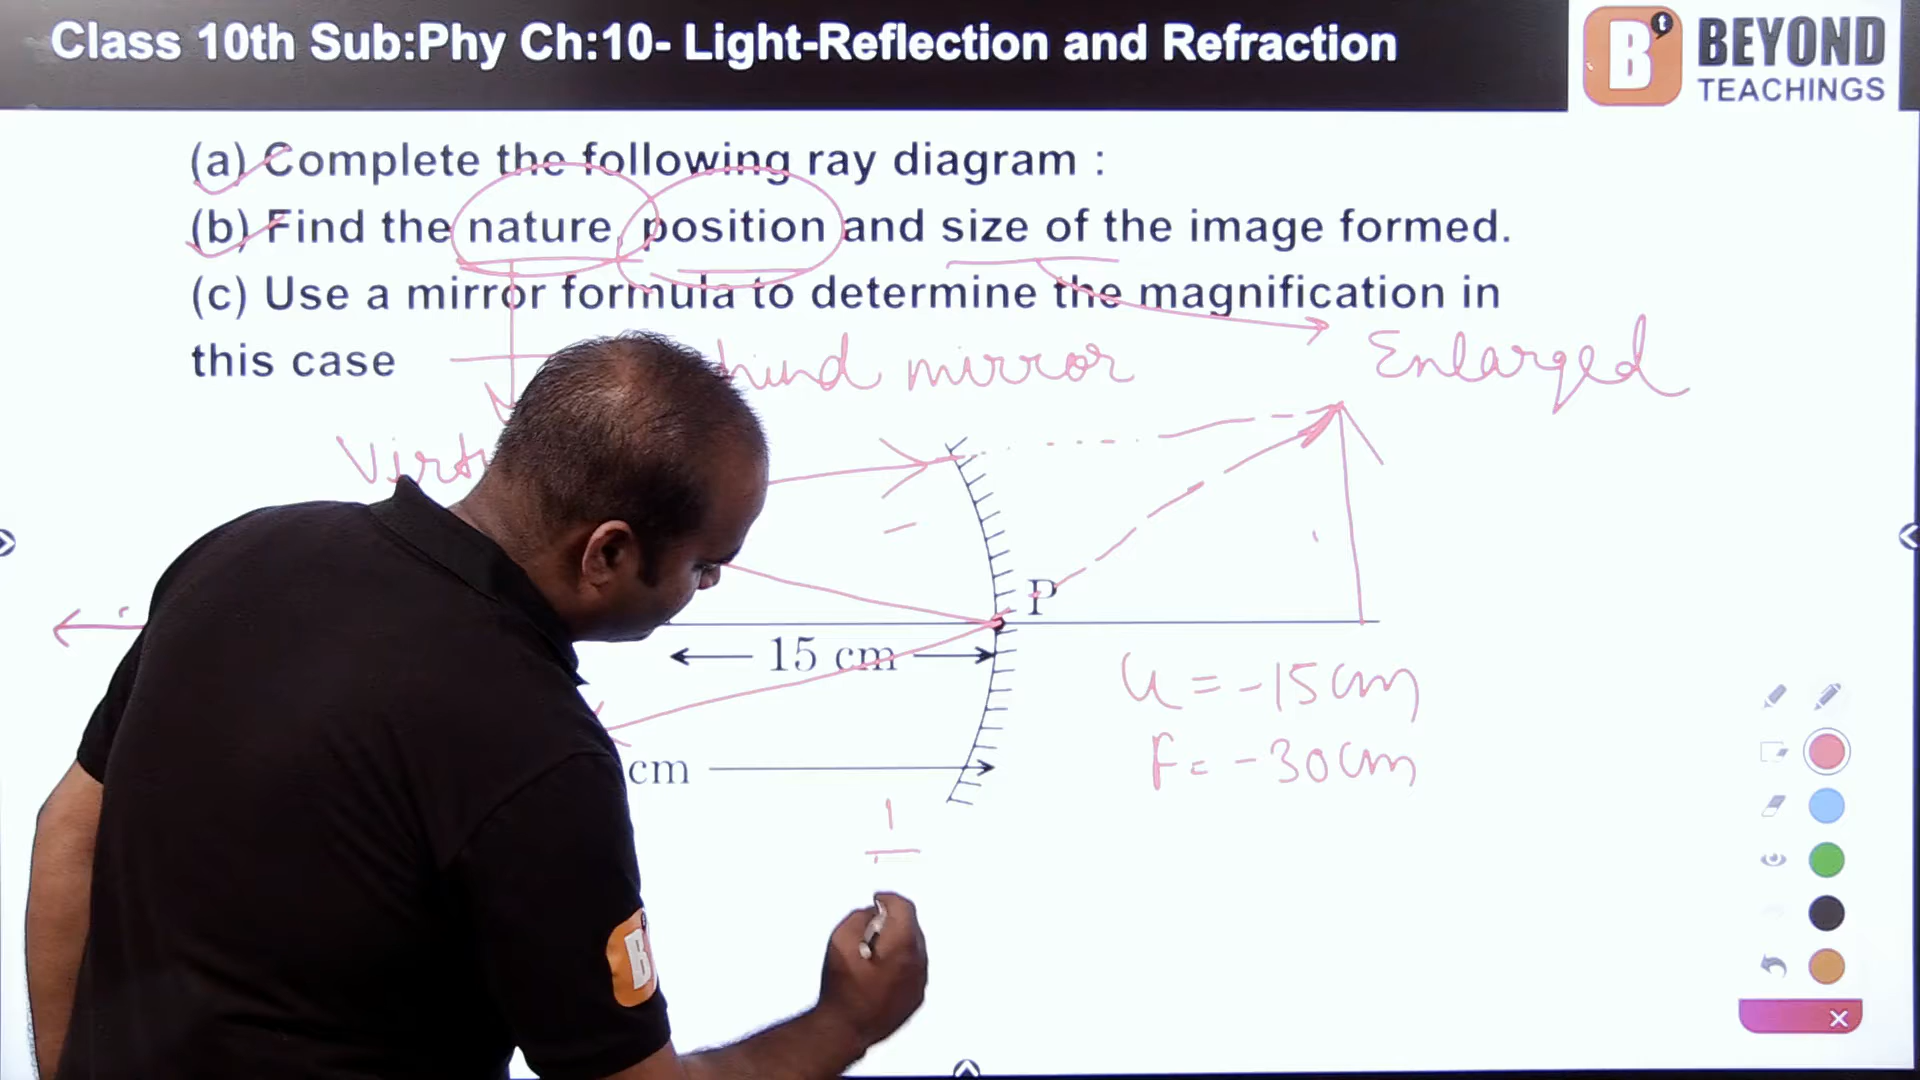 Class 10th Sub:Phy Ch:10- Light-Reflection and Refraction
B t BEYOND
TEACHINGS
(a) Complete the following ray diagram :
(b) Find the nature, position and size of the image formed.
(c) Use a mirror formula to determine the magnification in
this case
mirror
Enlarged
P
15 cm
u = -15cm
F = -30cm
cm
1
B